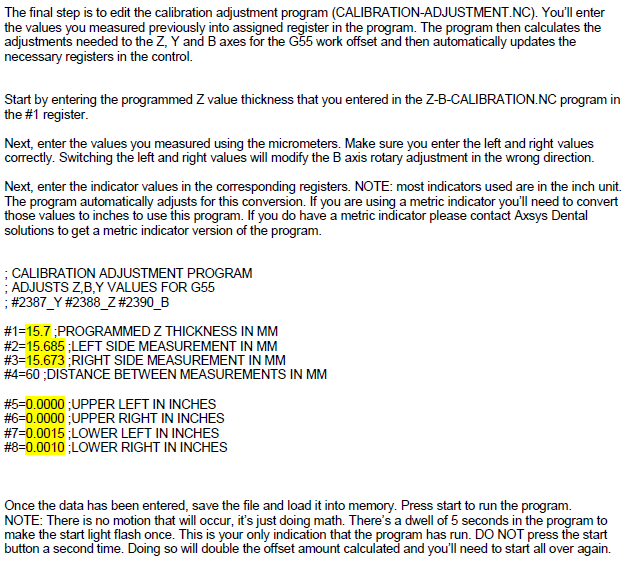 The final step is to edit the calibration adjustment program (CALIBRATION-ADJUSTMENT.NC). You'll enter
the values you measured previously into assigned register in the program. The program then calculates the
adjustments needed to the Z, Y and B axes for the G55 work offset and then automatically updates the
necessary registers in the control.
Start by entering the programmed Z value thickness that you entered in the Z-B-CALIBRATION.NC program in
the #1 register.
Next, enter the values you measured using the micrometers. Make sure you enter the left and right values
correctly. Switching the left and right values will modify the B axis rotary adjustment in the wrong direction.
Next, enter the indicator values in the corresponding registers. NOTE: most indicators used are in the inch unit.
The program automatically adjusts for this conversion. If you are using a metric indicator you'll need to convert
those values to inches to use this program. If you do have a metric indicator please contact Axsys Dental
solutions to get a metric indicator version of the program.
; CALIBRATION ADJUSTMENT PROGRAM
; ADJUSTS Z,B,Y VALUES FOR G55
; #2387_Y #2388_Z #2390_B
#1=15.7 ;PROGRAMMED Z THICKNESS IN MM
#2=15.685 ;LEFT SIDE MEASUREMENT IN MM
#3=15.673 ;RIGHT SIDE MEASUREMENT IN MM
#4=60 ;DISTANCE BETWEEN MEASUREMENTS IN MM
#5=0.0000 ;UPPER LEFT IN INCHES
#6=0.0000 ;UPPER RIGHT IN INCHES
#7=0.0015 ;LOWER LEFT IN INCHES
#8=0.0010 ;LOWER RIGHT IN INCHES
Once the data has been entered, save the file and load it into memory. Press start to run the program.
NOTE: There is no motion that will occur, it's just doing math. There's a dwell of 5 seconds in the program to
make the start light flash once. This is your only indication that the program has run. DO NOT press the start
button a second time. Doing so will double the offset amount calculated and you'll need to start all over again.